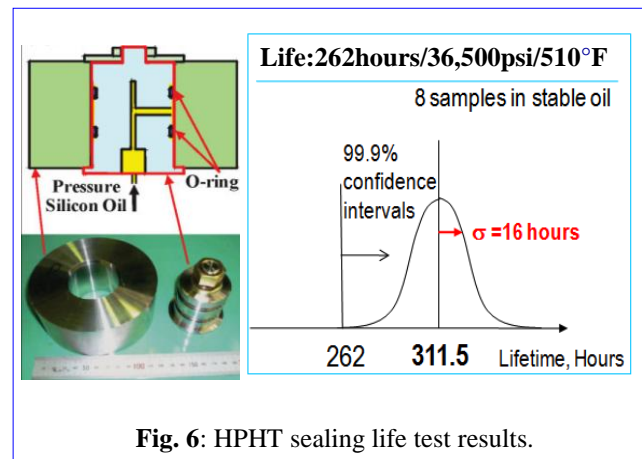 Life:262hours/36,500psi/510°F
8 samples in stable oil
99.9%
confidence
intervals
σ =16 hours
262
311.5
Lifetime, Hours
Pressure
Silicon Oil
O-ring
Fig. 6: HPHT sealing life test results.